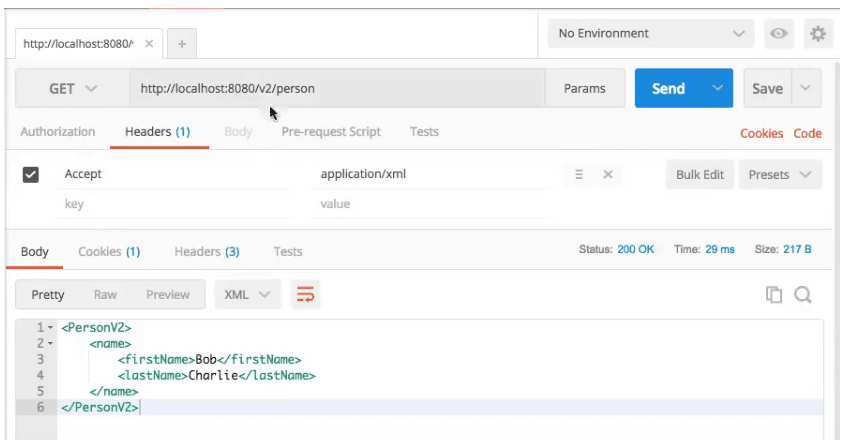 http://localhost:8080/
No Environment
GET http://localhost:8080/v2/person Params Send Save
Authorization Headers (1) Body Pre-request Script Tests Cookies Code
Accept application/xml Bulk Edit Presets
key value
Body Cookies (1) Headers (3) Tests Status: 200 OK Time: 29 ms Size: 217 B
Pretty Raw Preview XML
1 <PersonV2>
2 <name>
3 <firstName>Bob</firstName>
4 <lastName>Charlie</lastName>
5 </name>
6 </PersonV2>